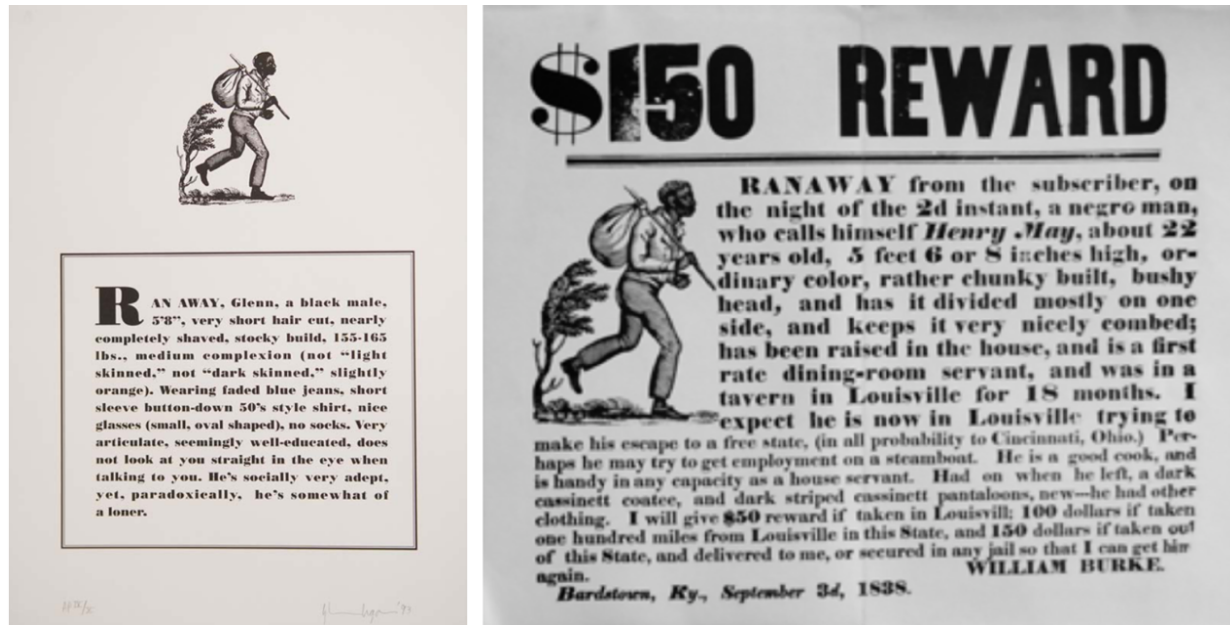 RAN AWAY, Glenn, a black male,
5'8", very short hair cut, nearly
completely shaved, stocky build, 155-165
lbs., medium complexion (not "light
skinned," not "dark skinned," slightly
orange). Wearing faded blue jeans, short
sleeve button-down 50's style shirt, nice
glasses (small, oval shaped), no socks. Very
articulate, seemingly well-educated, does
not look at you straight in the eye when
talking to you. He's socially very adept,
yet, paradoxically, he's somewhat of
a loner.
$150 REWARD
RANAWAY from the subscriber, on
the night of the 2d instant, a negro man,
who calls himself Henry May, about 22
years old, 5 feet 6 or 8 inches high, or-
dinary color, rather chunky built, bushy
head, and has it divided mostly on one
side, and keeps it very nicely combed;
has been raised in the house, and is a first
rate dining-room servant, and was in a
tavern in Louisville for 18 months. I
expect he is now in Louisville trying to
make his escape to a free state, (in all probability to Cincinnati, Ohio.) Per-
haps he may try to get employment on a steamboat. He is a good cook, and
is handy in any capacity as a house servant. Had on when he left, a dark
cassinett coatee, and dark striped cassinett pantaloons, new—he had other
clothing. I will give $50 reward if taken in Louisvill; 100 dollars if taken
one hundred miles from Louisville in this State, and 150 dollars if taken out
of this State, and delivered to me, or secured in any jail so that I can get him
again. WILLIAM BURKE.
Bardstown, Ky., September 3d, 1838.